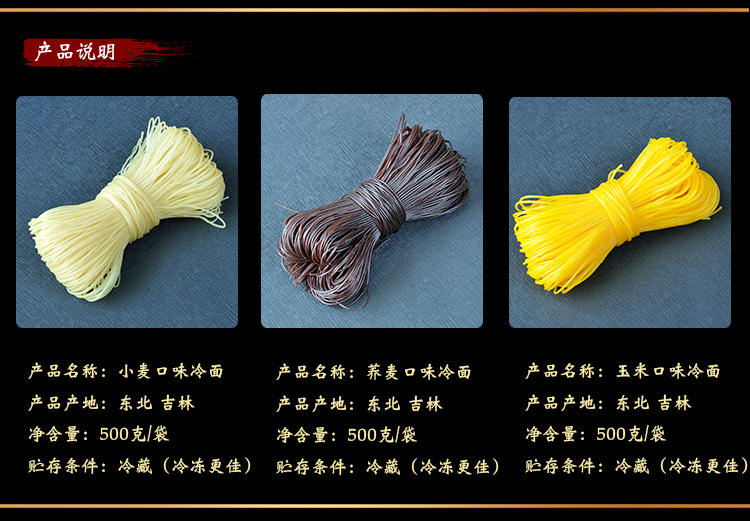 产品说明
产品名称：小麦口味冷面
产品产地：东北 吉林
净含量：500克/袋
贮存条件：冷藏（冷冻更佳）
产品名称：荞麦口味冷面
产品产地：东北 吉林
净含量：500克/袋
贮存条件：冷藏（冷冻更佳）
产品名称：玉米口味冷面
产品产地：东北 吉林
净含量：500克/袋
贮存条件：冷藏（冷冻更佳）